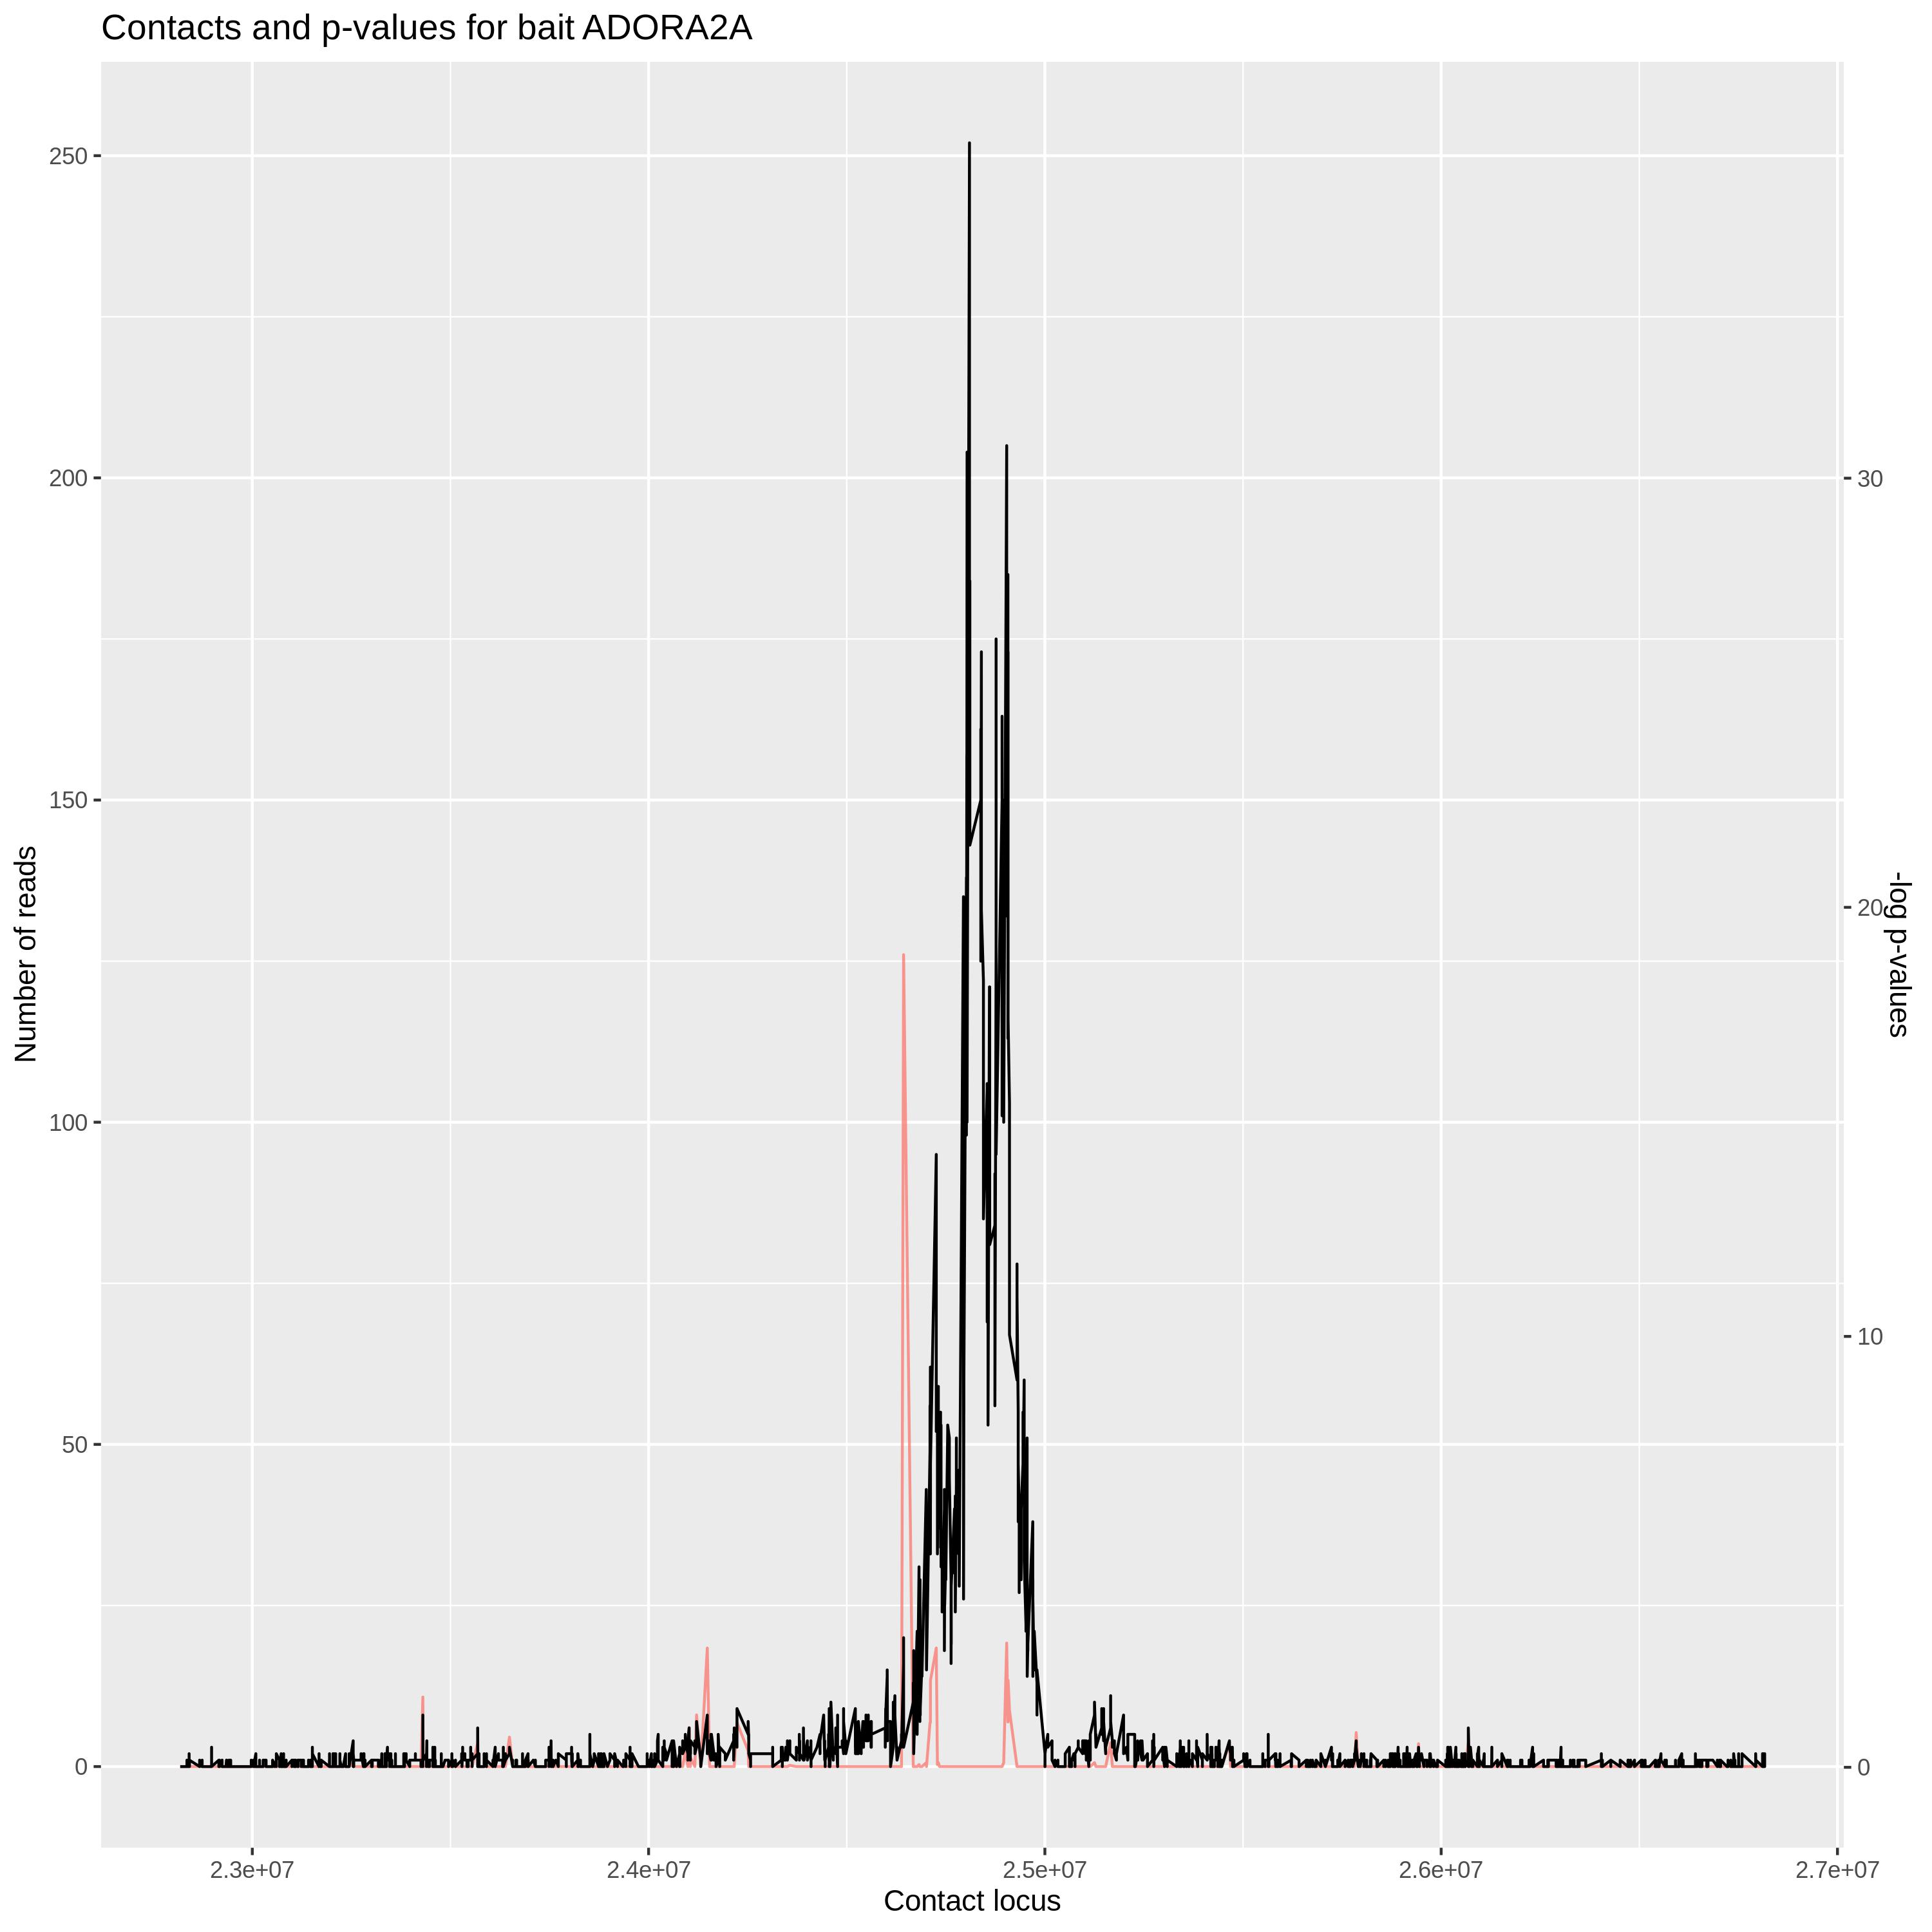 Contacts and p-values for bait ADORA2A
250
200
150
100
50
0
Number of reads
30
20
10
0
-log p-values
2.3e+07
2.4e+07
2.5e+07
2.6e+07
2.7e+07
Contact locus